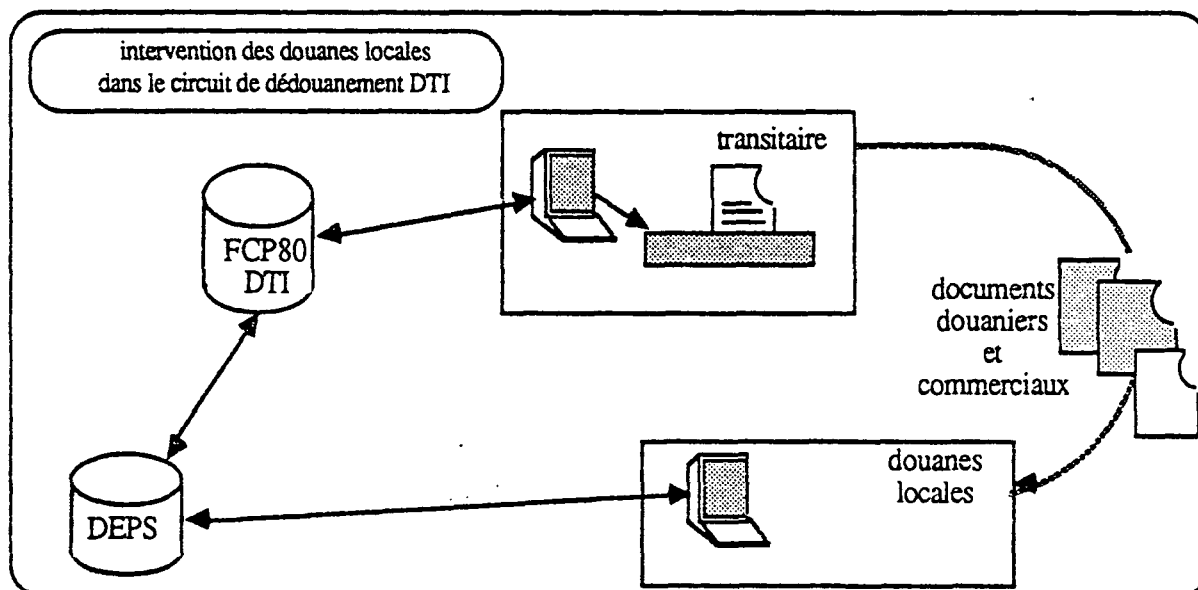 intervention des douanes locales
dans le circuit de dédouanement DTI
transitaire
FCP80
DTI
documents
douaniers
et
commerciaux
douanes
locales
DEPS